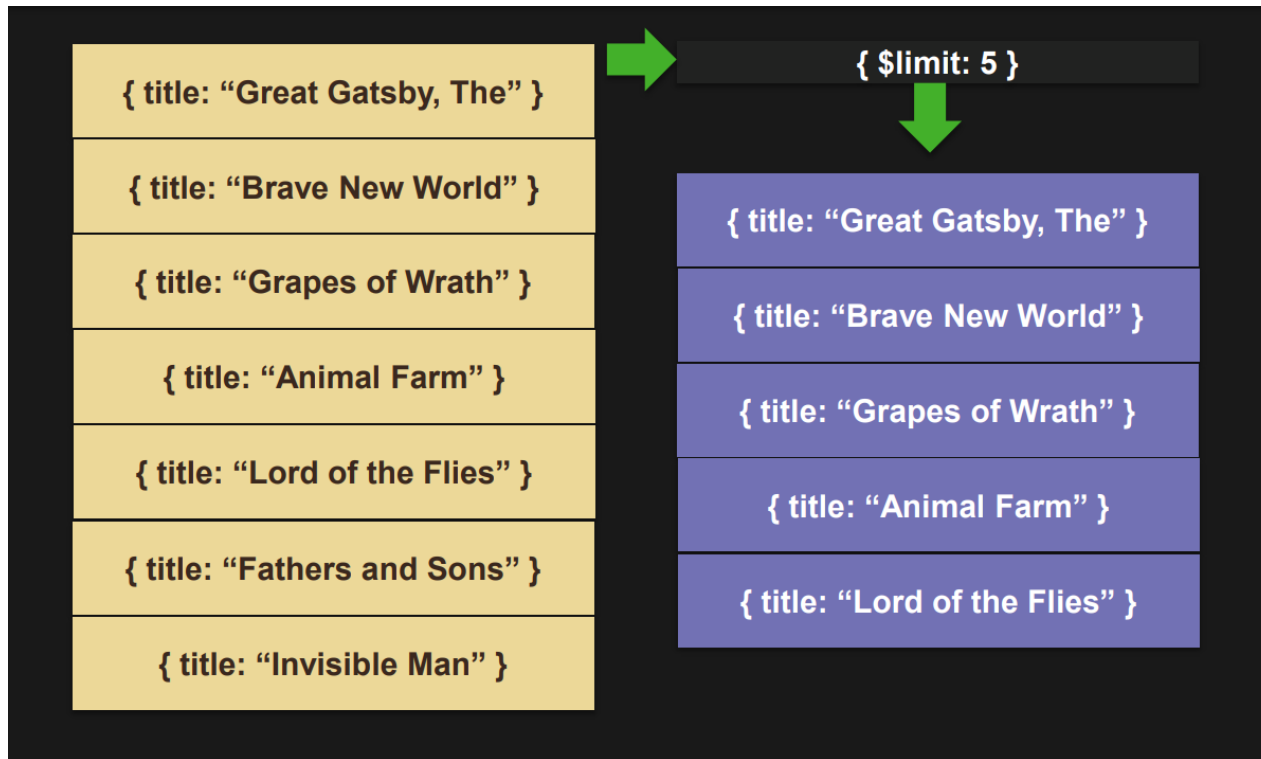 { title: “Great Gatsby, The” }
{ title: “Brave New World” }
{ title: “Grapes of Wrath” }
{ title: “Animal Farm” }
{ title: “Lord of the Flies” }
{ title: “Fathers and Sons” }
{ title: “Invisible Man” }
{ $limit: 5 }
{ title: “Great Gatsby, The” }
{ title: “Brave New World” }
{ title: “Grapes of Wrath” }
{ title: “Animal Farm” }
{ title: “Lord of the Flies” }